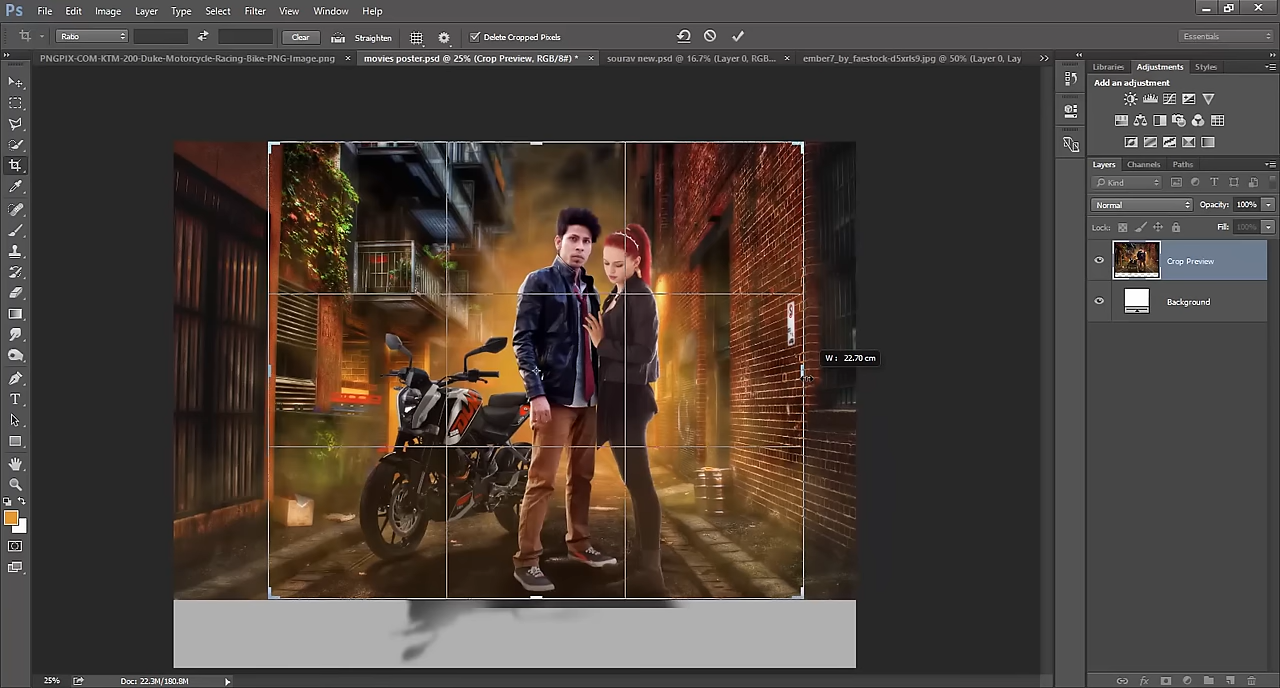 Ps File Edit Image Layer Type Select Filter View Window Help
Ratio Clear Straighten Delete Cropped Pixels Essentials
PNGPIX-COM-KTM-200-Duke-Motorcycle-Racing-Bike-PNG-Image.png × movies poster.psd @ 25% (Crop Preview, RGB/8#) * × sourav new.psd @ 16.7% (Layer 0, RGB... × ember7_by_faestock-d5xrls9.jpg @ 50% (Layer 0, Lay
Libraries Adjustments Styles
Add an adjustment
Layers Channels Paths
Kind
Normal Opacity: 100%
Lock: Fill: 100%
Crop Preview
Background
W : 22.70 cm
25% Doc: 22.3M/180.8M